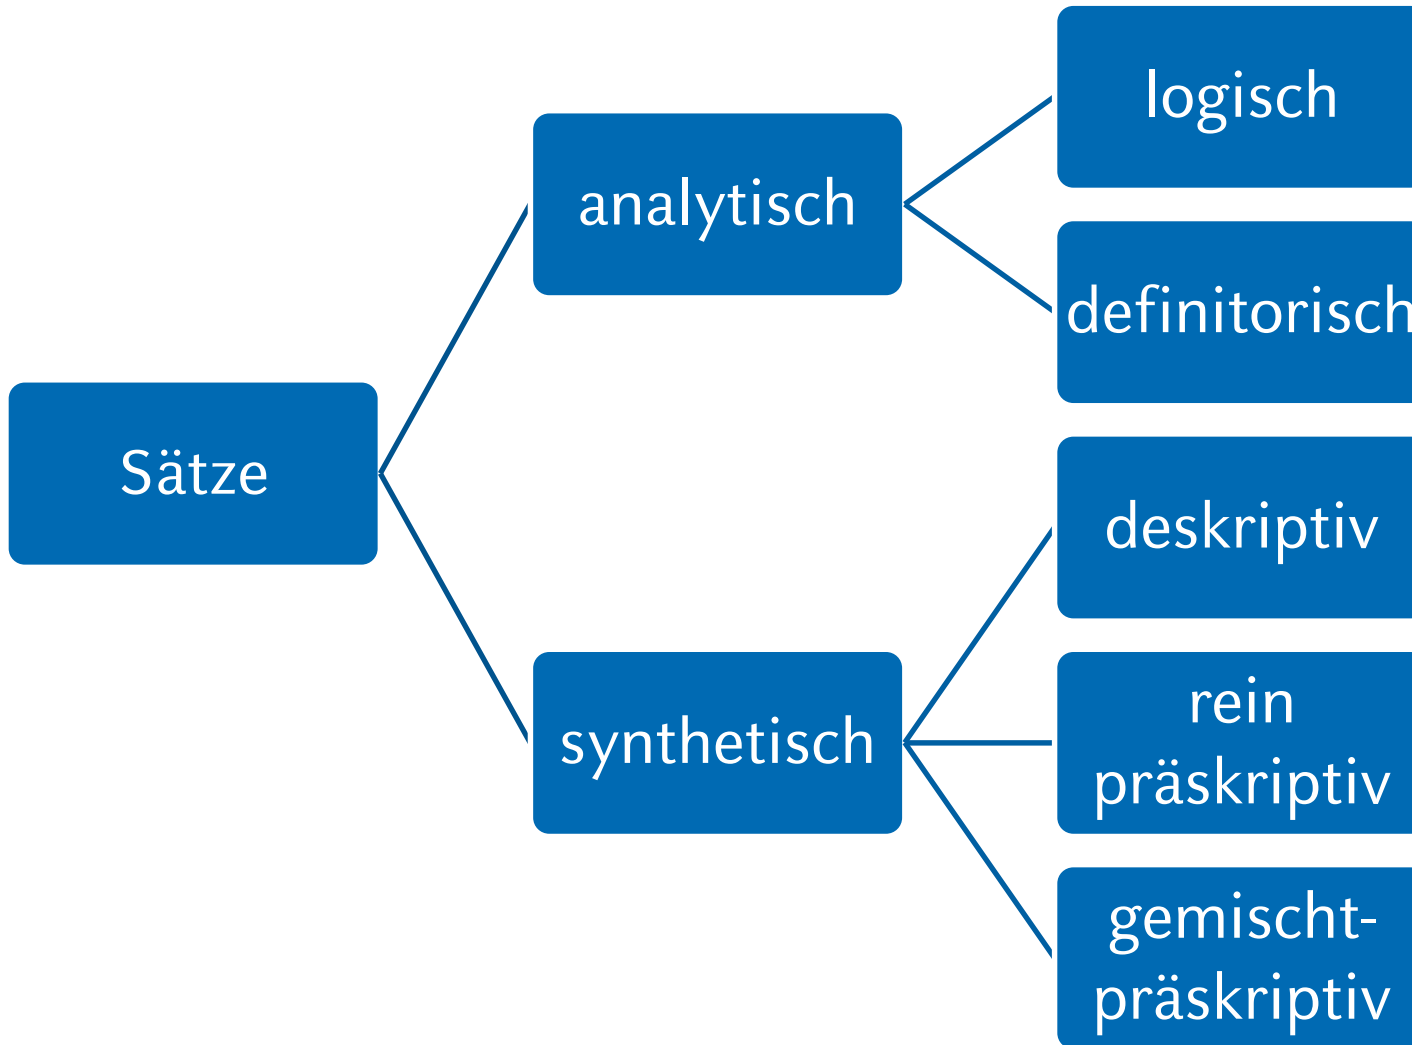 Sätze
analytisch
logisch
definitorisch
synthetisch
deskriptiv
rein
präskriptiv
gemischt-
präskriptiv